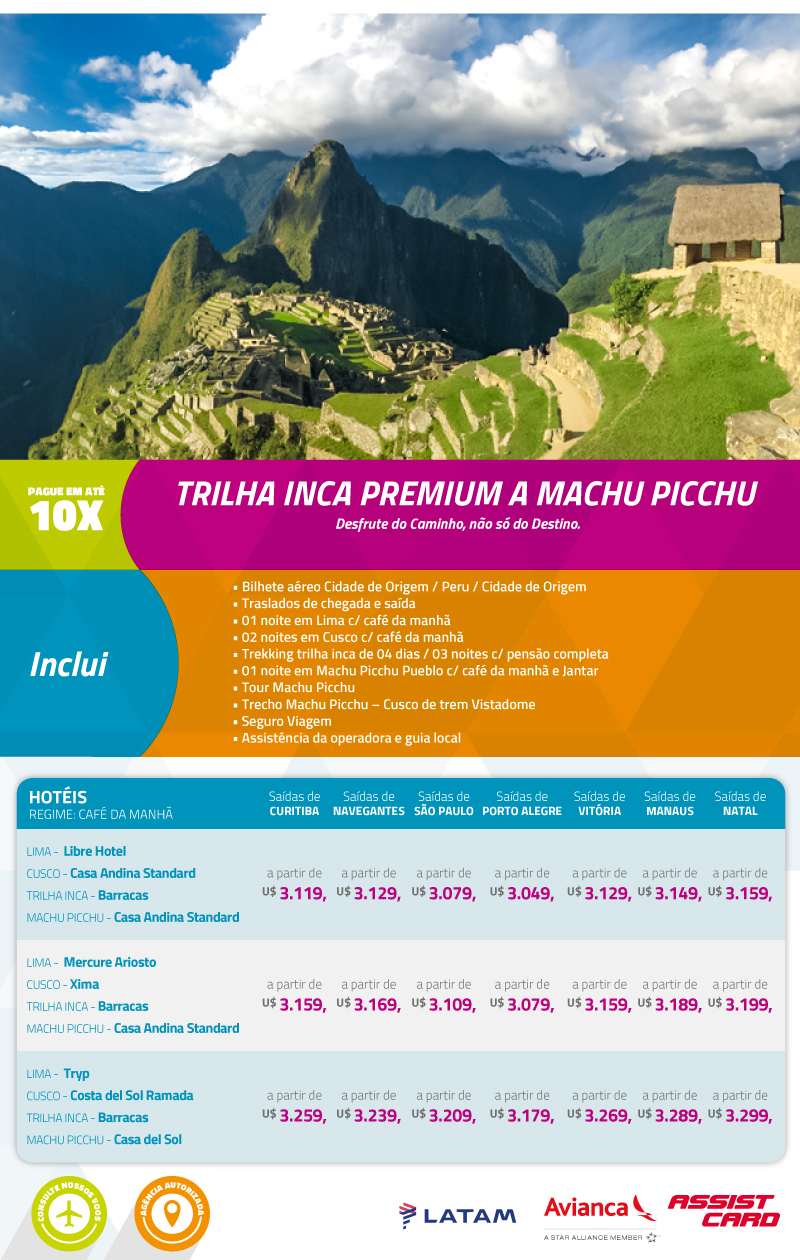 PAGUE EM ATÉ
10X
TRILHA INCA PREMIUM A MACHU PICCHU
Desfrute do Caminho, não só do Destino.
Inclui
• Bilhete aéreo Cidade de Origem / Peru / Cidade de Origem
• Traslados de chegada e saída
• 01 noite em Lima c/ café da manhã
• 02 noites em Cusco c/ café da manhã
• Trekking trilha inca de 04 dias / 03 noites c/ pensão completa
• 01 noite em Machu Picchu Pueblo c/ café da manhã e Jantar
• Tour Machu Picchu
• Trecho Machu Picchu – Cusco de trem Vistadome
• Seguro Viagem
• Assistência da operadora e guia local
HOTÉIS
REGIME: CAFÉ DA MANHÃ
Saídas de Saídas de Saídas de Saídas de Saídas de Saídas de Saídas de
CURITIBA NAVEGANTES SÃO PAULO PORTO ALEGRE VITÓRIA MANAUS NATAL
LIMA - Libre Hotel
CUSCO - Casa Andina Standard
TRILHA INCA - Barracas
MACHU PICCHU - Casa Andina Standard
a partir de a partir de a partir de a partir de a partir de a partir de a partir de
U$ 3.119, U$ 3.129, U$ 3.079, U$ 3.049, U$ 3.129, U$ 3.149, U$ 3.159,
LIMA - Mercure Ariosto
CUSCO - Xima
TRILHA INCA - Barracas
MACHU PICCHU - Casa Andina Standard
a partir de a partir de a partir de a partir de a partir de a partir de a partir de
U$ 3.159, U$ 3.169, U$ 3.109, U$ 3.079, U$ 3.159, U$ 3.189, U$ 3.199,
LIMA - Tryp
CUSCO - Costa del Sol Ramada
TRILHA INCA - Barracas
MACHU PICCHU - Casa del Sol
a partir de a partir de a partir de a partir de a partir de a partir de a partir de
U$ 3.259, U$ 3.239, U$ 3.209, U$ 3.179, U$ 3.269, U$ 3.289, U$ 3.299,
CONSULTE NOSSOS VOOS
AGÊNCIA AUTORIZADA
LATAM
Avianca
A STAR ALLIANCE MEMBER
ASSIST
CARD